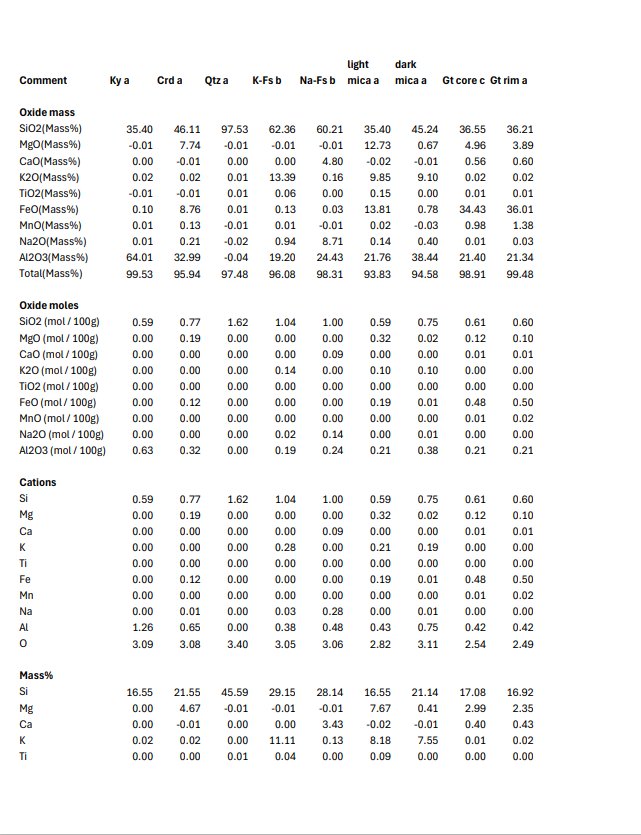 light dark
Comment Ky a Crd a Qtz a K-Fs b Na-Fs b mica a mica a Gt core c Gt rim a
Oxide mass
SiO2(Mass%) 35.40 46.11 97.53 62.36 60.21 35.40 45.24 36.55 36.21
MgO(Mass%) -0.01 7.74 -0.01 -0.01 -0.01 12.73 0.67 4.96 3.89
CaO(Mass%) 0.00 -0.01 0.00 0.00 4.80 -0.02 -0.01 0.56 0.60
K2O(Mass%) 0.02 0.02 0.01 13.39 0.16 9.85 9.10 0.02 0.02
TiO2(Mass%) -0.01 -0.01 0.01 0.06 0.00 0.15 0.00 0.01 0.01
FeO(Mass%) 0.10 8.76 0.01 0.13 0.03 13.81 0.78 34.43 36.01
MnO(Mass%) 0.01 0.13 -0.01 0.01 -0.01 0.02 -0.03 0.98 1.38
Na2O(Mass%) 0.01 0.21 -0.02 0.94 8.71 0.14 0.40 0.01 0.03
Al2O3(Mass%) 64.01 32.99 -0.04 19.20 24.43 21.76 38.44 21.40 21.34
Total(Mass%) 99.53 95.94 97.48 96.08 98.31 93.83 94.58 98.91 99.48
Oxide moles
SiO2 (mol / 100g) 0.59 0.77 1.62 1.04 1.00 0.59 0.75 0.61 0.60
MgO (mol / 100g) 0.00 0.19 0.00 0.00 0.00 0.32 0.02 0.12 0.10
CaO (mol / 100g) 0.00 0.00 0.00 0.00 0.09 0.00 0.00 0.01 0.01
K2O (mol / 100g) 0.00 0.00 0.00 0.14 0.00 0.10 0.10 0.00 0.00
TiO2 (mol / 100g) 0.00 0.00 0.00 0.00 0.00 0.00 0.00 0.00 0.00
FeO (mol / 100g) 0.00 0.12 0.00 0.00 0.00 0.19 0.01 0.48 0.50
MnO (mol / 100g) 0.00 0.00 0.00 0.00 0.00 0.00 0.00 0.01 0.02
Na2O (mol / 100g) 0.00 0.00 0.00 0.02 0.14 0.00 0.01 0.00 0.00
Al2O3 (mol / 100g) 0.63 0.32 0.00 0.19 0.24 0.21 0.38 0.21 0.21
Cations
Si 0.59 0.77 1.62 1.04 1.00 0.59 0.75 0.61 0.60
Mg 0.00 0.19 0.00 0.00 0.00 0.32 0.02 0.12 0.10
Ca 0.00 0.00 0.00 0.00 0.09 0.00 0.00 0.01 0.01
K 0.00 0.00 0.00 0.28 0.00 0.21 0.19 0.00 0.00
Ti 0.00 0.00 0.00 0.00 0.00 0.00 0.00 0.00 0.00
Fe 0.00 0.12 0.00 0.00 0.00 0.19 0.01 0.48 0.50
Mn 0.00 0.00 0.00 0.00 0.00 0.00 0.00 0.01 0.02
Na 0.00 0.01 0.00 0.03 0.28 0.00 0.01 0.00 0.00
Al 1.26 0.65 0.00 0.38 0.48 0.43 0.75 0.42 0.42
O 3.09 3.08 3.40 3.05 3.06 2.82 3.11 2.54 2.49
Mass%
Si 16.55 21.55 45.59 29.15 28.14 16.55 21.14 17.08 16.92
Mg 0.00 4.67 -0.01 -0.01 -0.01 7.67 0.41 2.99 2.35
Ca 0.00 -0.01 0.00 0.00 3.43 -0.02 -0.01 0.40 0.43
K 0.02 0.02 0.00 11.11 0.13 8.18 7.55 0.01 0.02
Ti 0.00 0.00 0.01 0.04 0.00 0.09 0.00 0.00 0.00